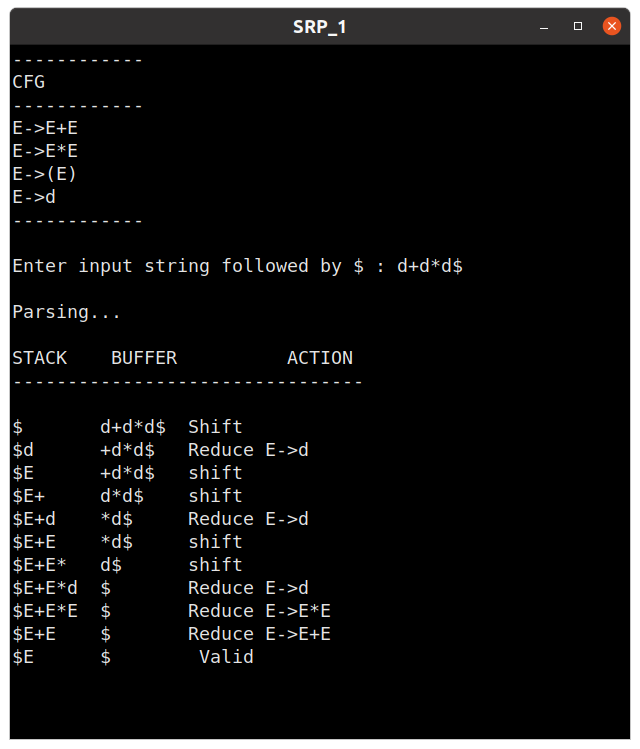 SRP_1
------------
CFG
------------
E->E+E
E->E*E
E->(E)
E->d
------------
Enter input string followed by $ : d+d*d$
Parsing...
STACK    BUFFER          ACTION
--------------------------------
$       d+d*d$  Shift
$d      +d*d$   Reduce E->d
$E      +d*d$   shift
$E+     d*d$    shift
$E+d    *d$     Reduce E->d
$E+E    *d$     shift
$E+E*   d$      shift
$E+E*d  $       Reduce E->d
$E+E*E  $       Reduce E->E*E
$E+E    $       Reduce E->E+E
$E      $        Valid